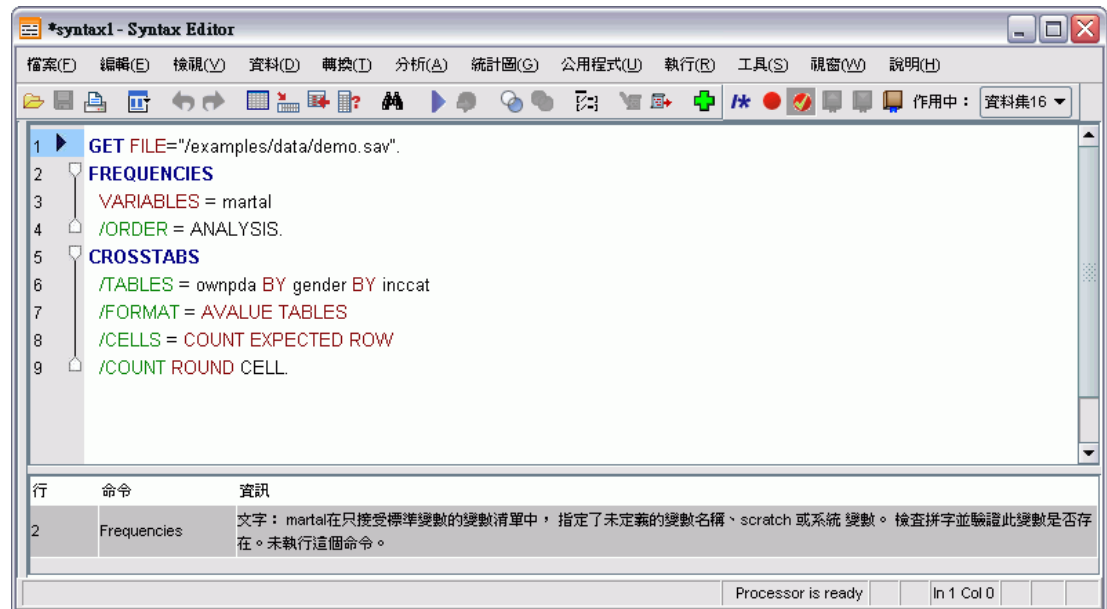 *syntax1 - Syntax Editor
檔案(F) 編輯(E) 檢視(V) 資料(D) 轉換(T) 分析(A) 統計圖(G) 公用程式(U) 執行(R) 工具(S) 視窗(W) 說明(H)
作用中： 資料集16
1 GET FILE="/examples/data/demo.sav".
2 FREQUENCIES
3 VARIABLES = martal
4 /ORDER = ANALYSIS.
5 CROSSTABS
6 /TABLES = ownpda BY gender BY inccat
7 /FORMAT = AVALUE TABLES
8 /CELLS = COUNT EXPECTED ROW
9 /COUNT ROUND CELL.
行 命令 資訊
2 Frequencies 文字： martal在只接受標準變數的變數清單中， 指定了未定義的變數名稱、scratch 或系統 變數。 檢查拼字並驗證此變數是否存
在。未執行這個命令。
Processor is ready In 1 Col 0